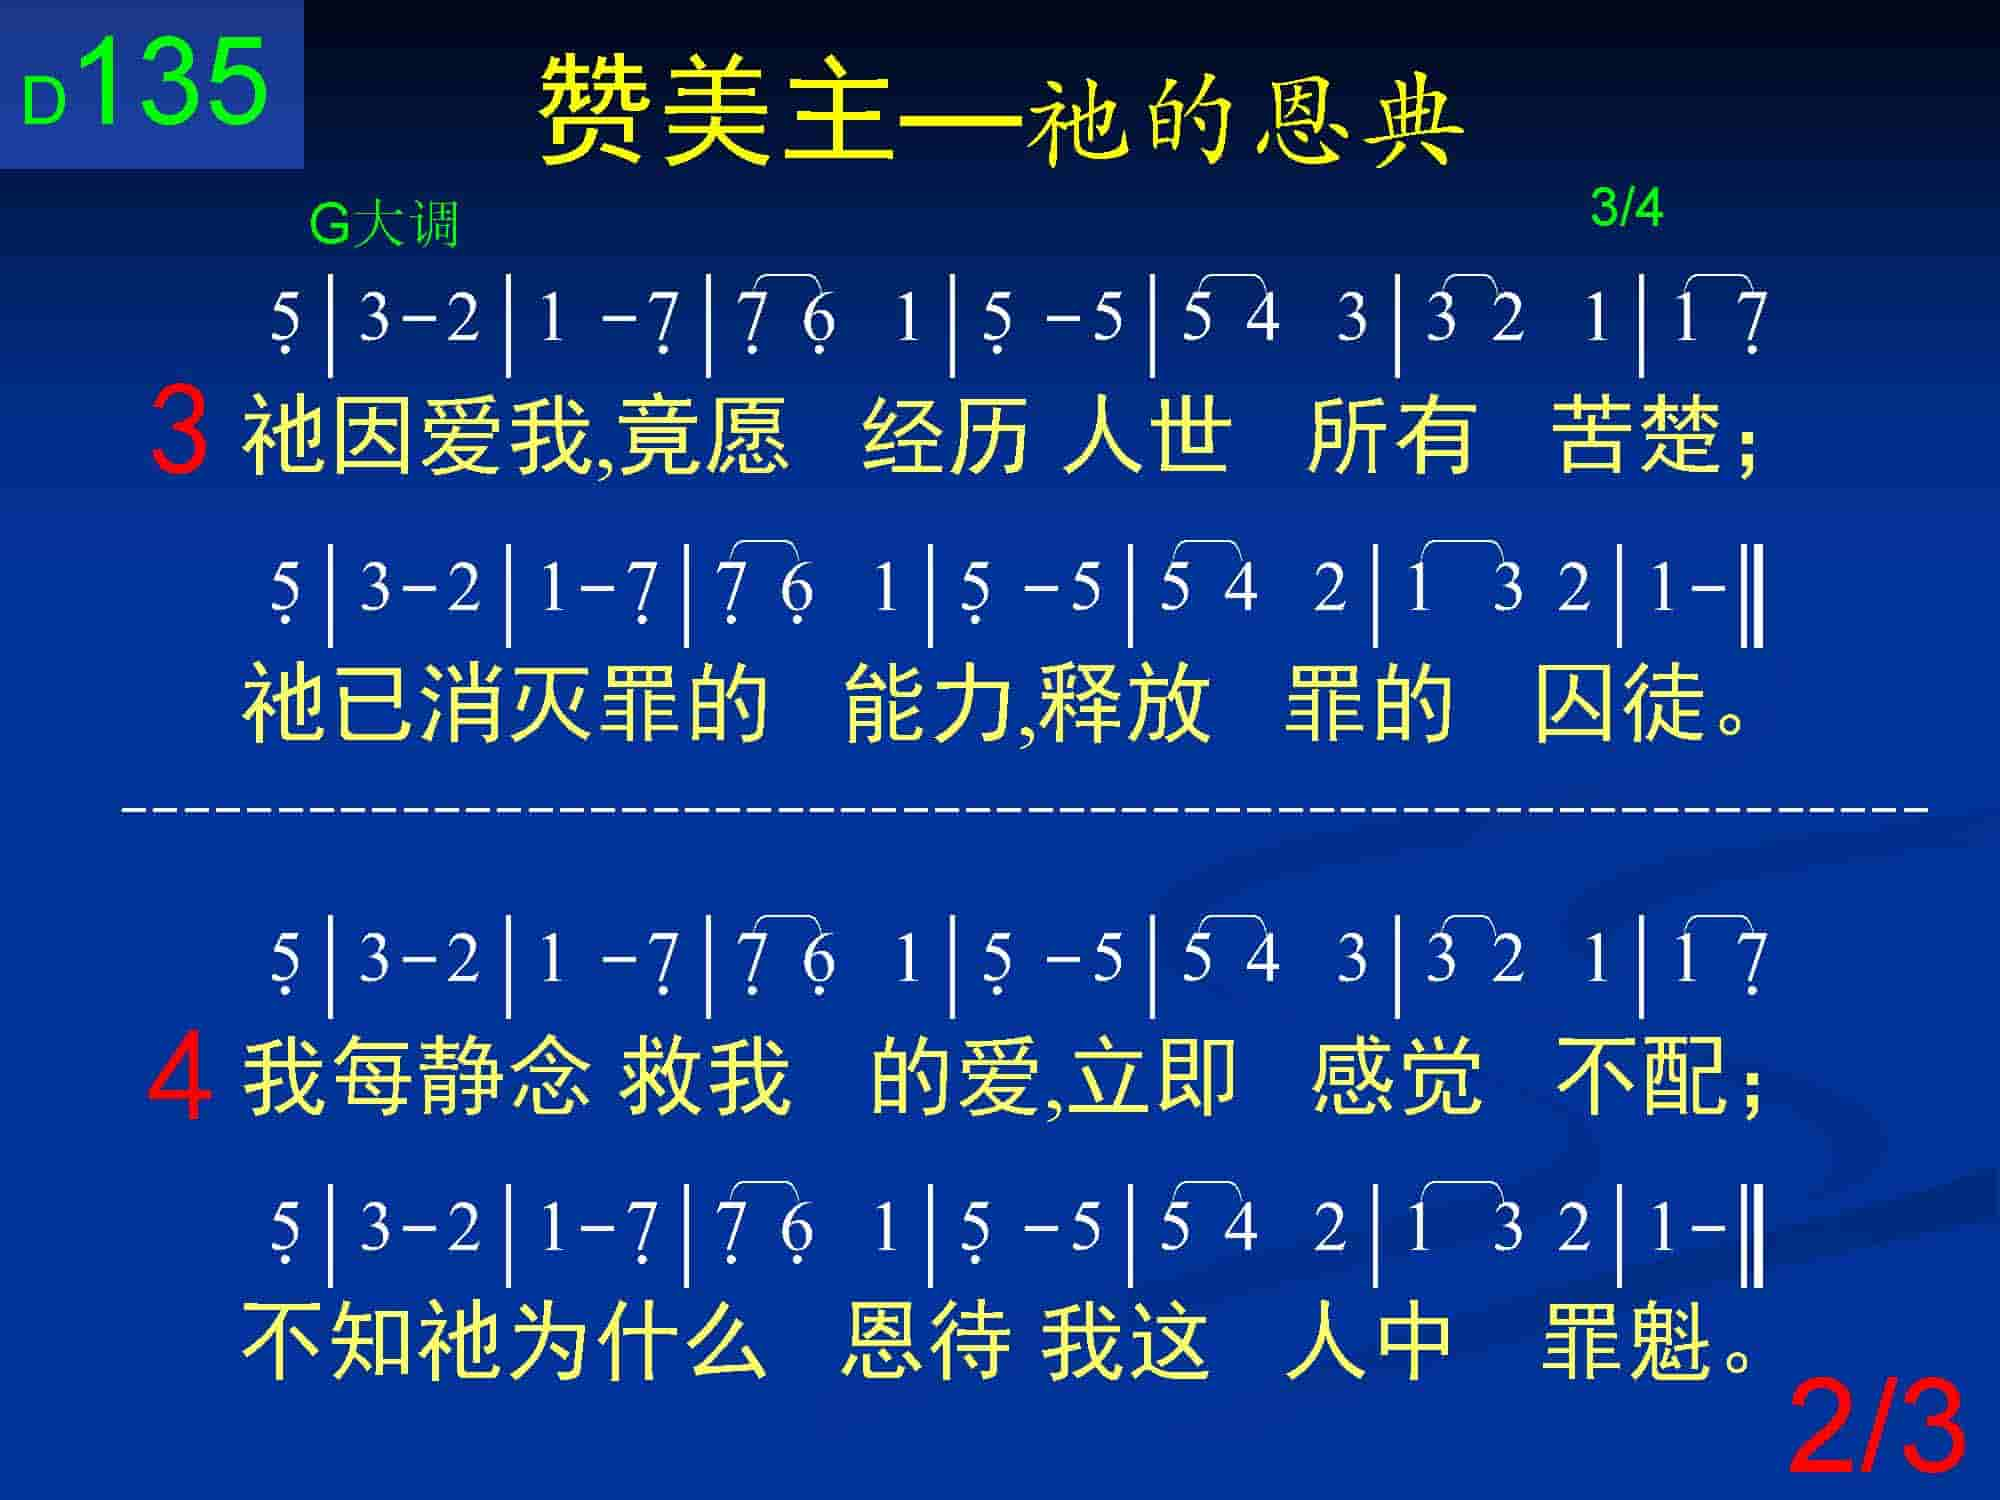 D135
赞美主—祂的恩典
G大调 3/4
5̣ | 3 – 2 | 1 – 7̣ | 7̣ 6̣ 1 | 5̣ – 5 | 5 4 3 | 3 2 1 | 1 7̣
3 祂因爱我,竟愿 经历 人世 所有 苦楚;
5̣ | 3 – 2 | 1 – 7̣ | 7̣ 6̣ 1 | 5̣ – 5 | 5 4 2 | 1 3 2 | 1 – ‖
祂已消灭罪的 能力,释放 罪的 囚徒。
5̣ | 3 – 2 | 1 – 7̣ | 7̣ 6̣ 1 | 5̣ – 5 | 5 4 3 | 3 2 1 | 1 7̣
4 我每静念 救我 的爱,立即 感觉 不配;
5̣ | 3 – 2 | 1 – 7̣ | 7̣ 6̣ 1 | 5̣ – 5 | 5 4 2 | 1 3 2 | 1 – ‖
不知祂为什么 恩待 我这 人中 罪魁。
2/3